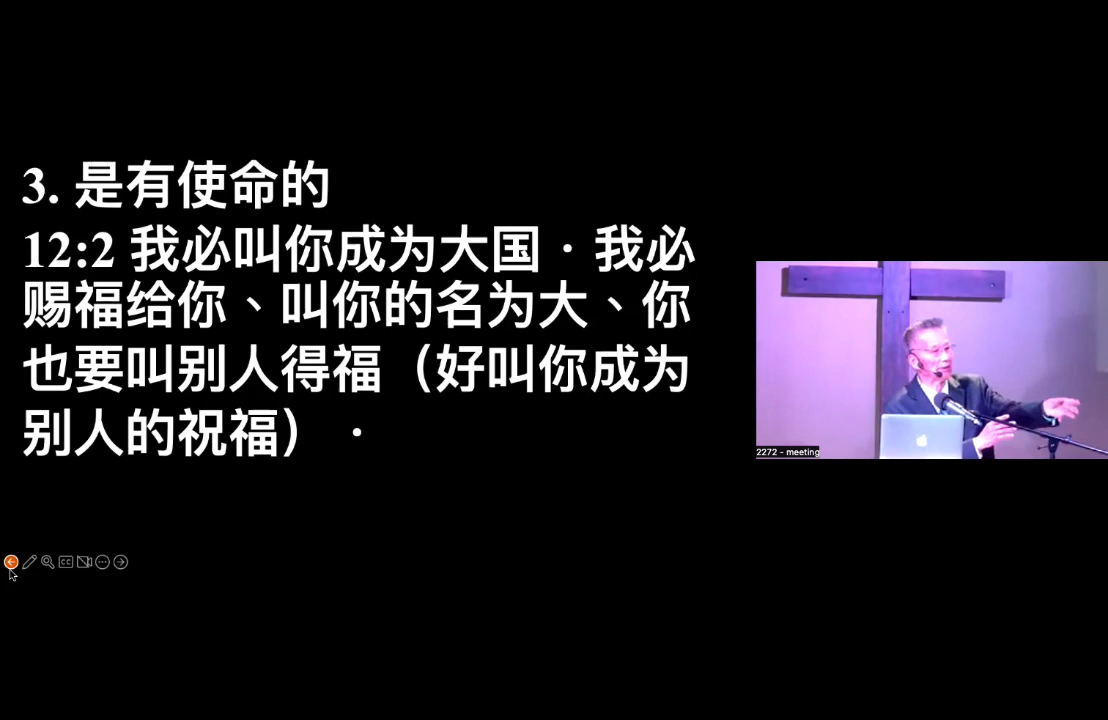 3. 是有使命的
12:2 我必叫你成为大国．我必
赐福给你、叫你的名为大、你
也要叫别人得福（好叫你成为
别人的祝福）．
2272 - meeting
CC